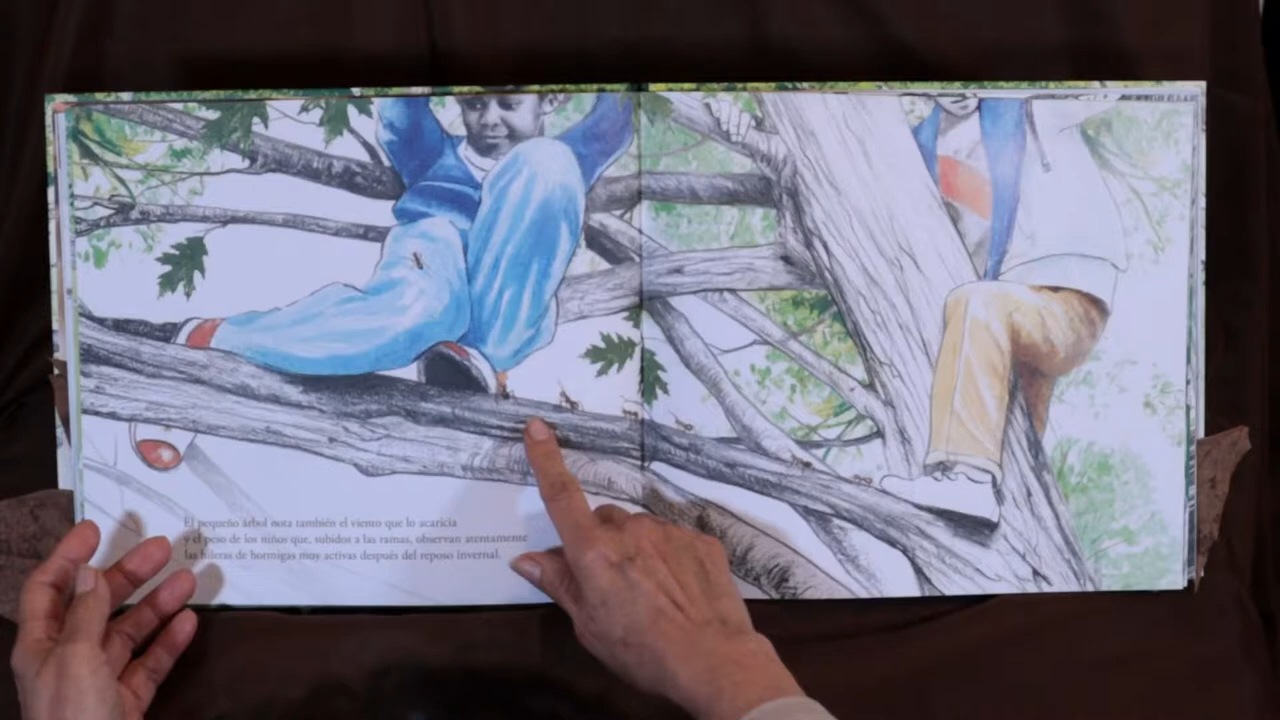 El pequeño árbol nota también el viento que lo acaricia
y el peso de los niños que, subidos a las ramas, observan atentamente
las hileras de hormigas muy activas después del reposo invernal.